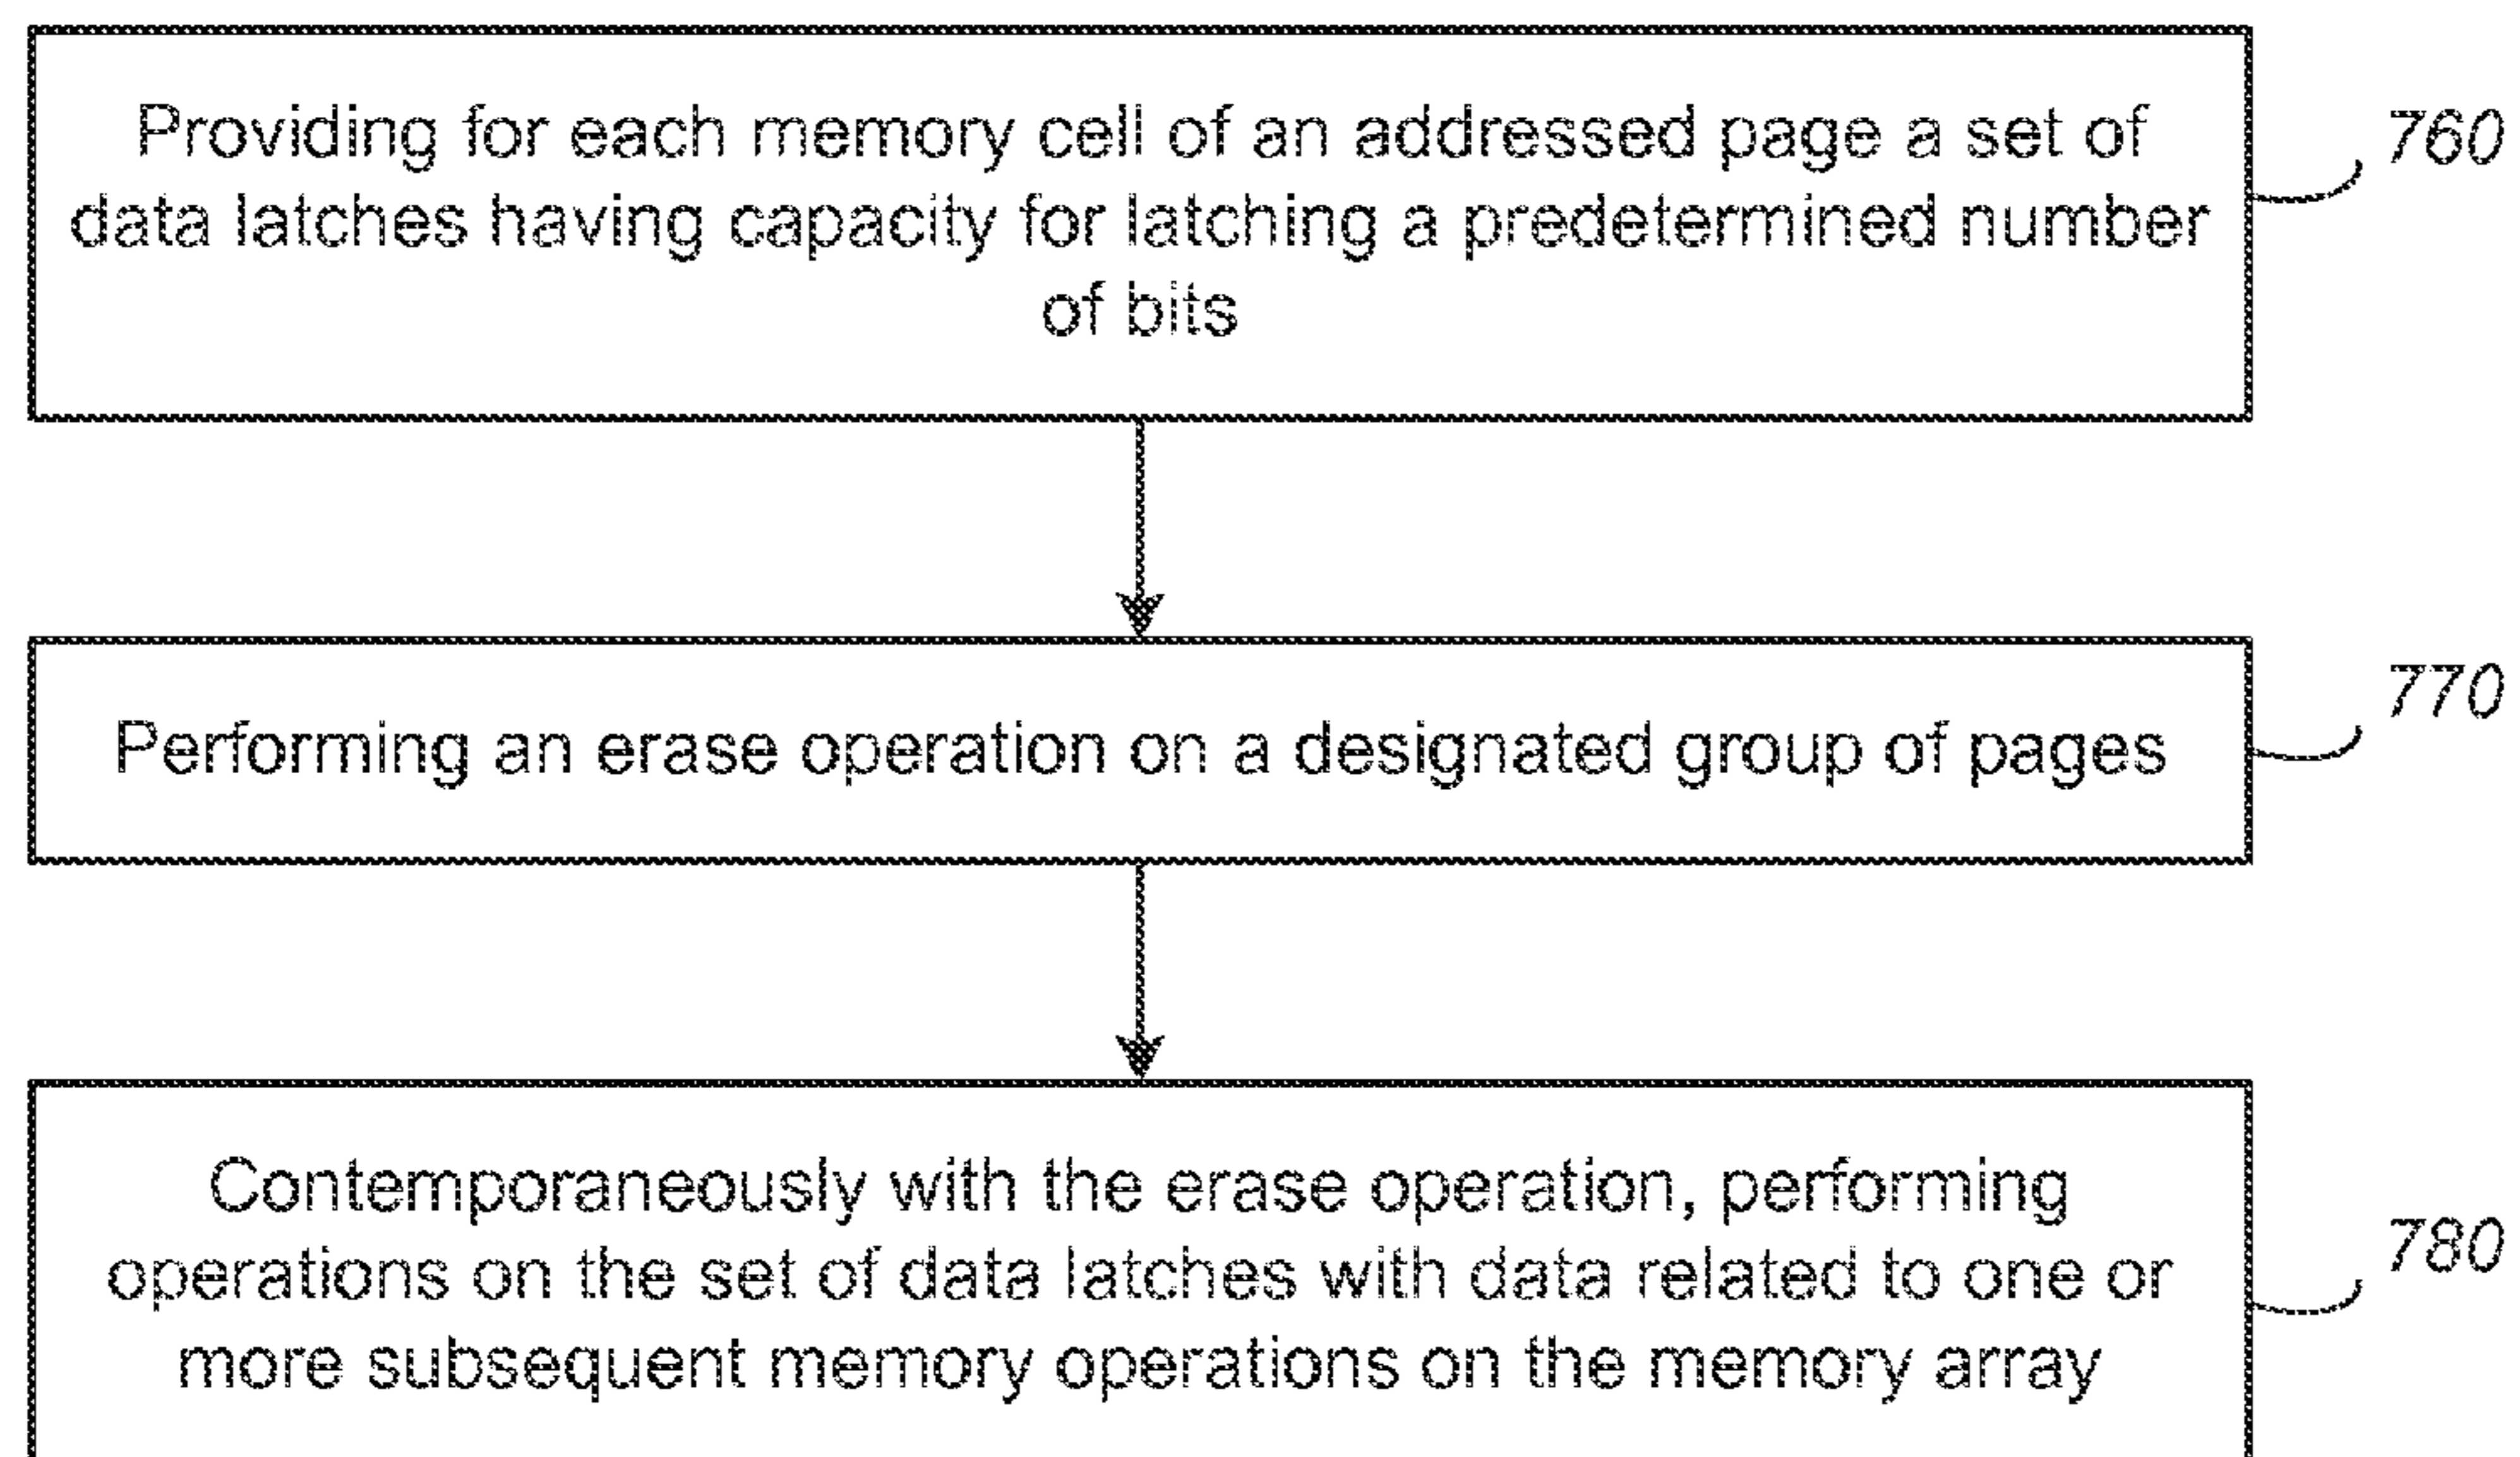 Providing for each memory cell of an addressed page a set of
data latches having capacity for latching a predetermined number
of bits
760
Performing an erase operation on a designated group of pages
770
Contemporaneously with the erase operation, performing
operations on the set of data latches with data related to one or
more subsequent memory operations on the memory array
780